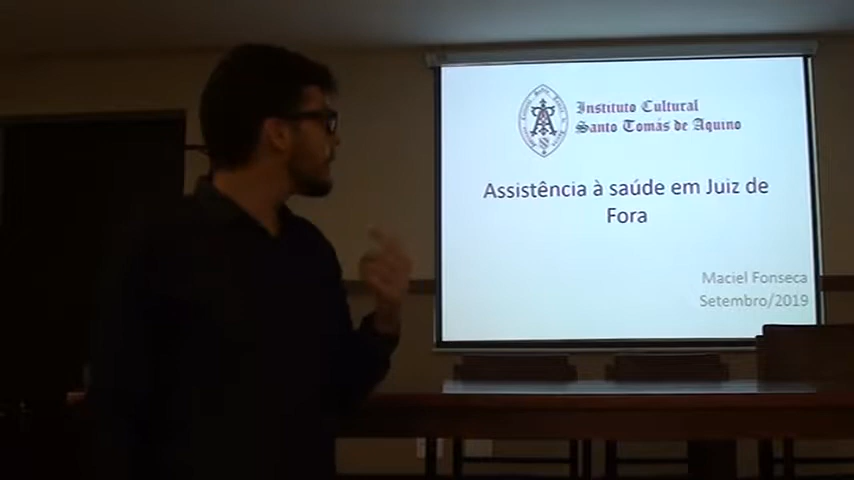 Instituto Cultural
Santo Tomás de Aquino
Assistência à saúde em Juiz de
Fora
Maciel Fonseca
Setembro/2019